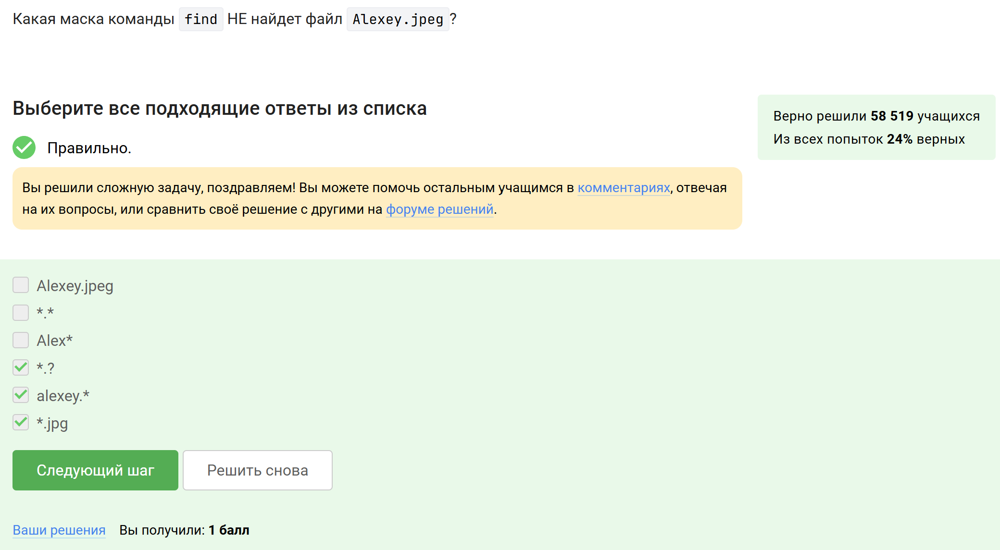 Какая маска команды find НЕ найдет файл Alexey.jpeg?
Выберите все подходящие ответы из списка
Верно решили 58 519 учащихся
Из всех попыток 24% верных
Правильно.
Вы решили сложную задачу, поздравляем! Вы можете помочь остальным учащимся в комментариях, отвечая
на их вопросы, или сравнить своё решение с другими на форуме решений.
Alexey.jpeg
*.*
Alex*
*.?
alexey.*
*.jpg
Следующий шаг
Решить снова
Ваши решения Вы получили: 1 балл